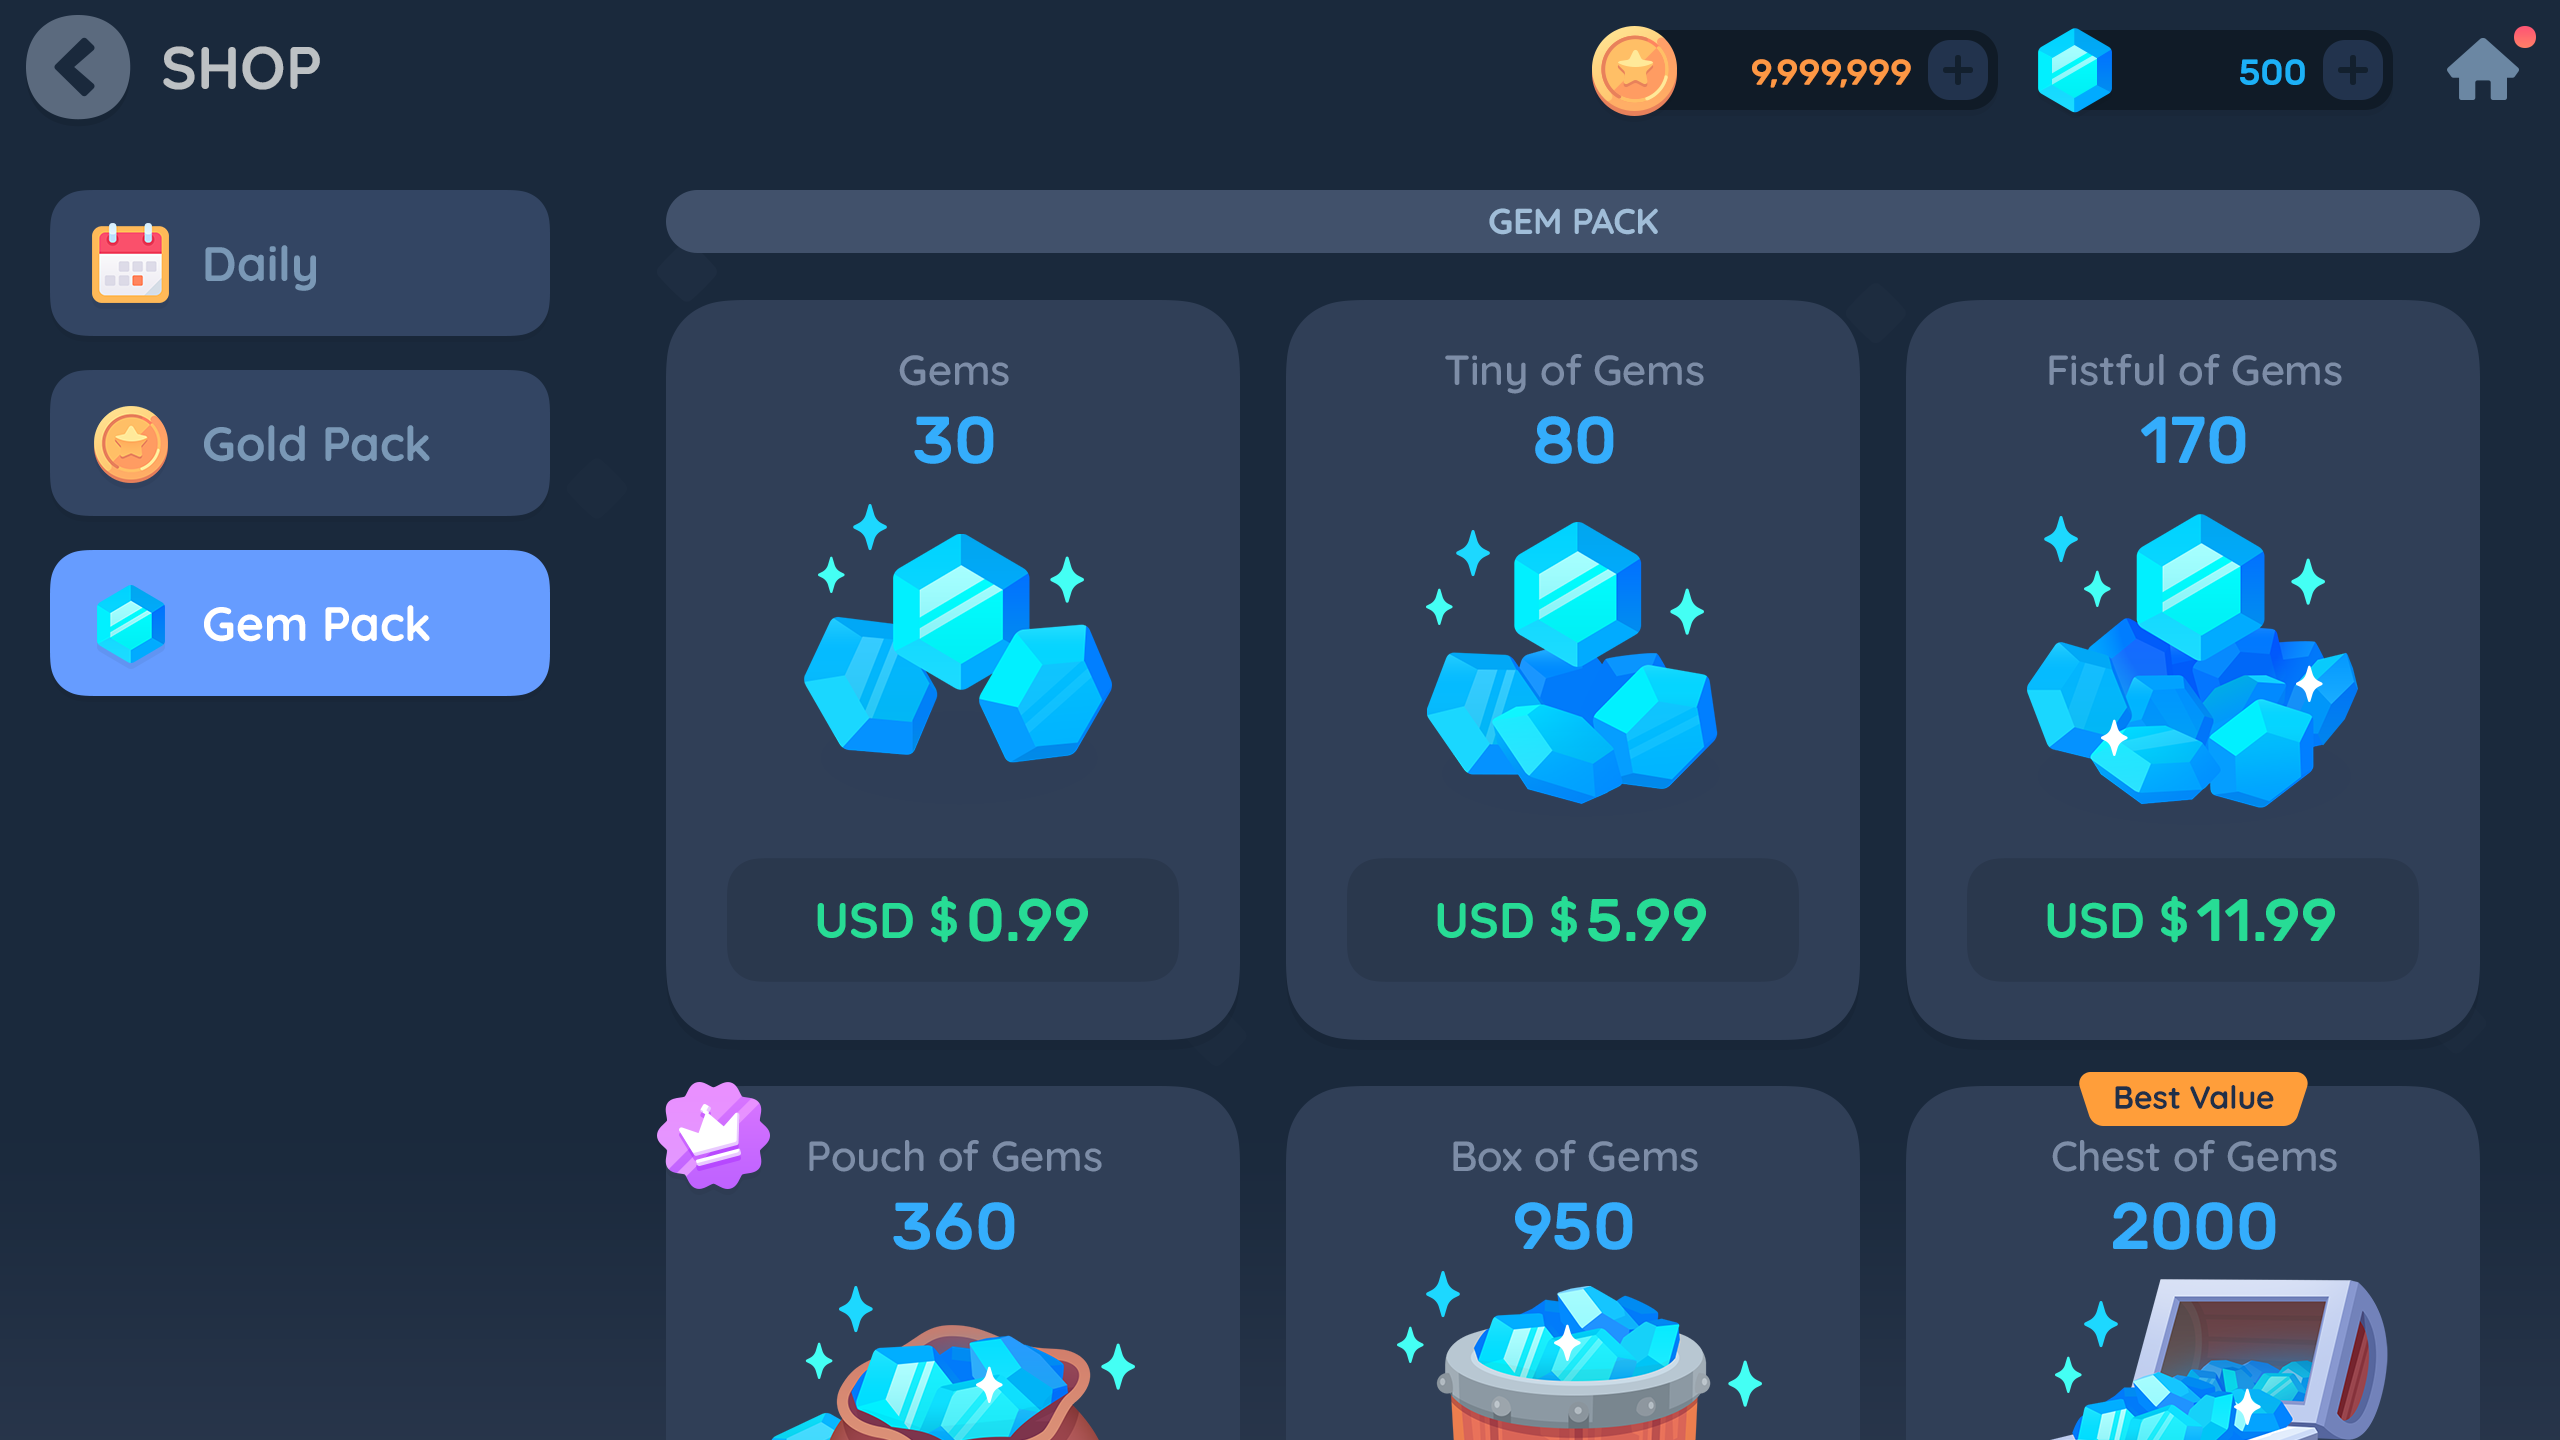 SHOP
9,999,999
500
Daily
Gold Pack
Gem Pack
GEM PACK
Gems
30
USD $0.99
Tiny of Gems
80
USD $5.99
Fistful of Gems
170
USD $11.99
Pouch of Gems
360
Box of Gems
950
Best Value
Chest of Gems
2000